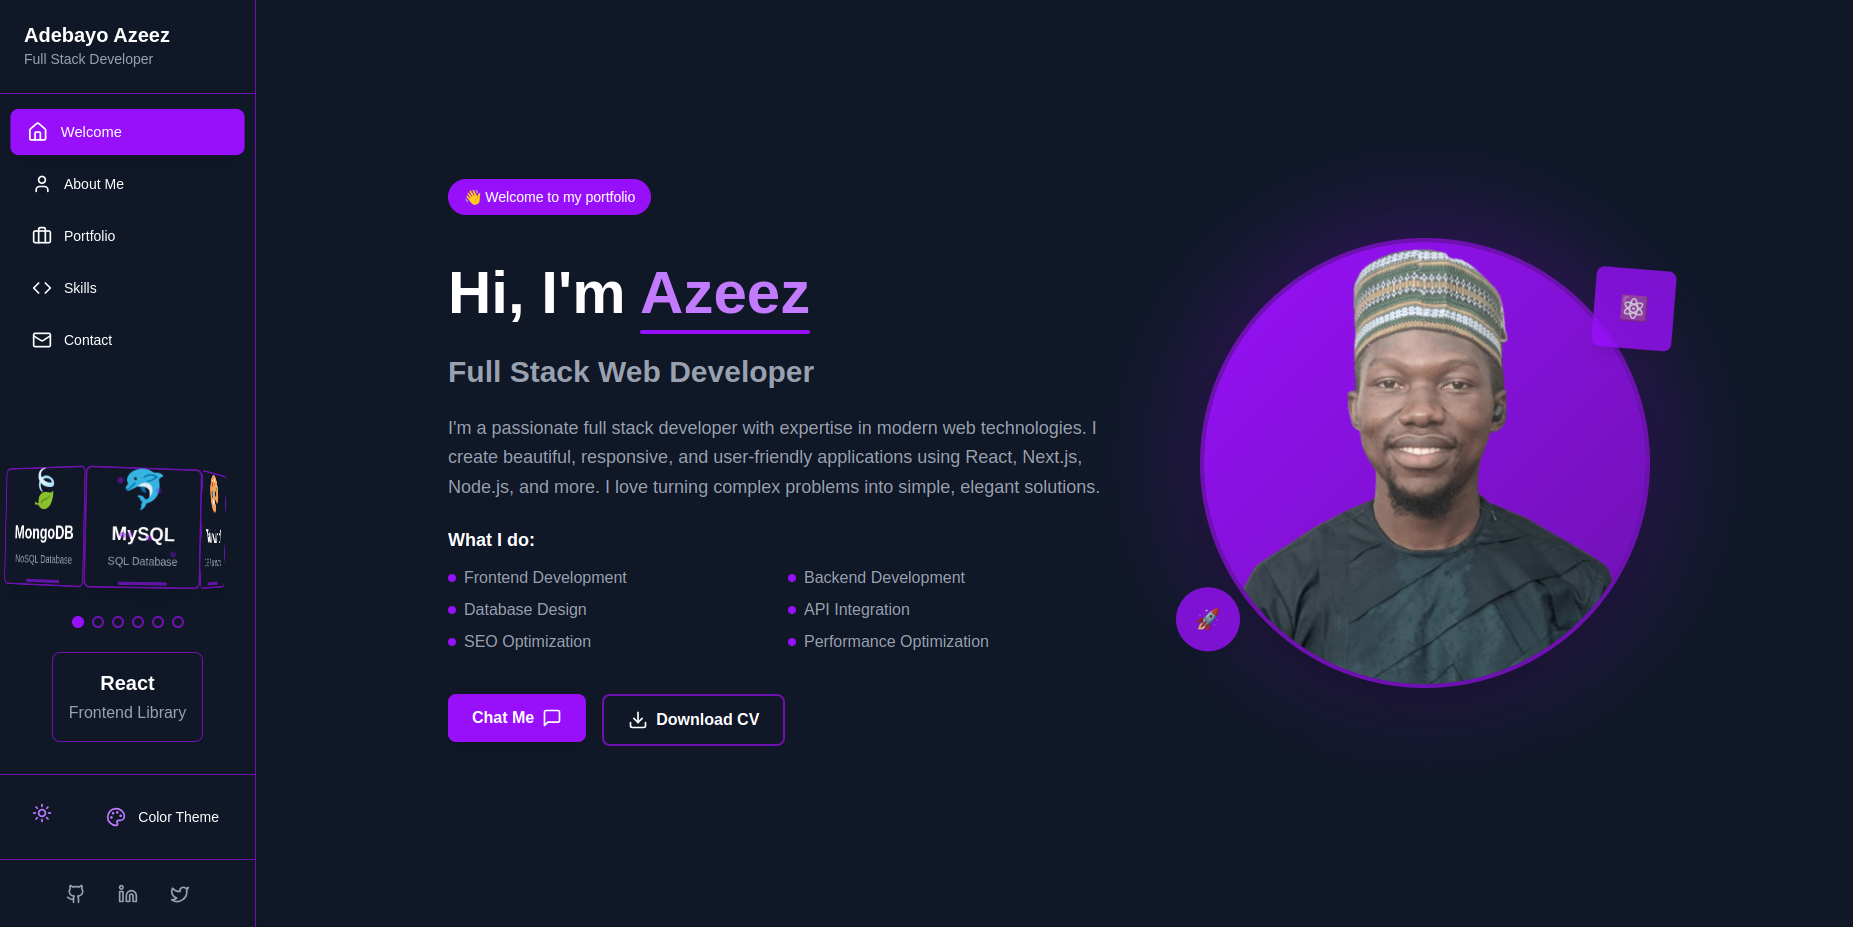 Adebayo Azeez
Full Stack Developer
Welcome
About Me
Portfolio
Skills
Contact
MongoDB
NoSQL Database
MySQL
SQL Database
React
Frontend Library
Color Theme
👋 Welcome to my portfolio
Hi, I'm Azeez
Full Stack Web Developer
I'm a passionate full stack developer with expertise in modern web technologies. I
create beautiful, responsive, and user-friendly applications using React, Next.js,
Node.js, and more. I love turning complex problems into simple, elegant solutions.
What I do:
Frontend Development
Backend Development
Database Design
API Integration
SEO Optimization
Performance Optimization
Chat Me
Download CV